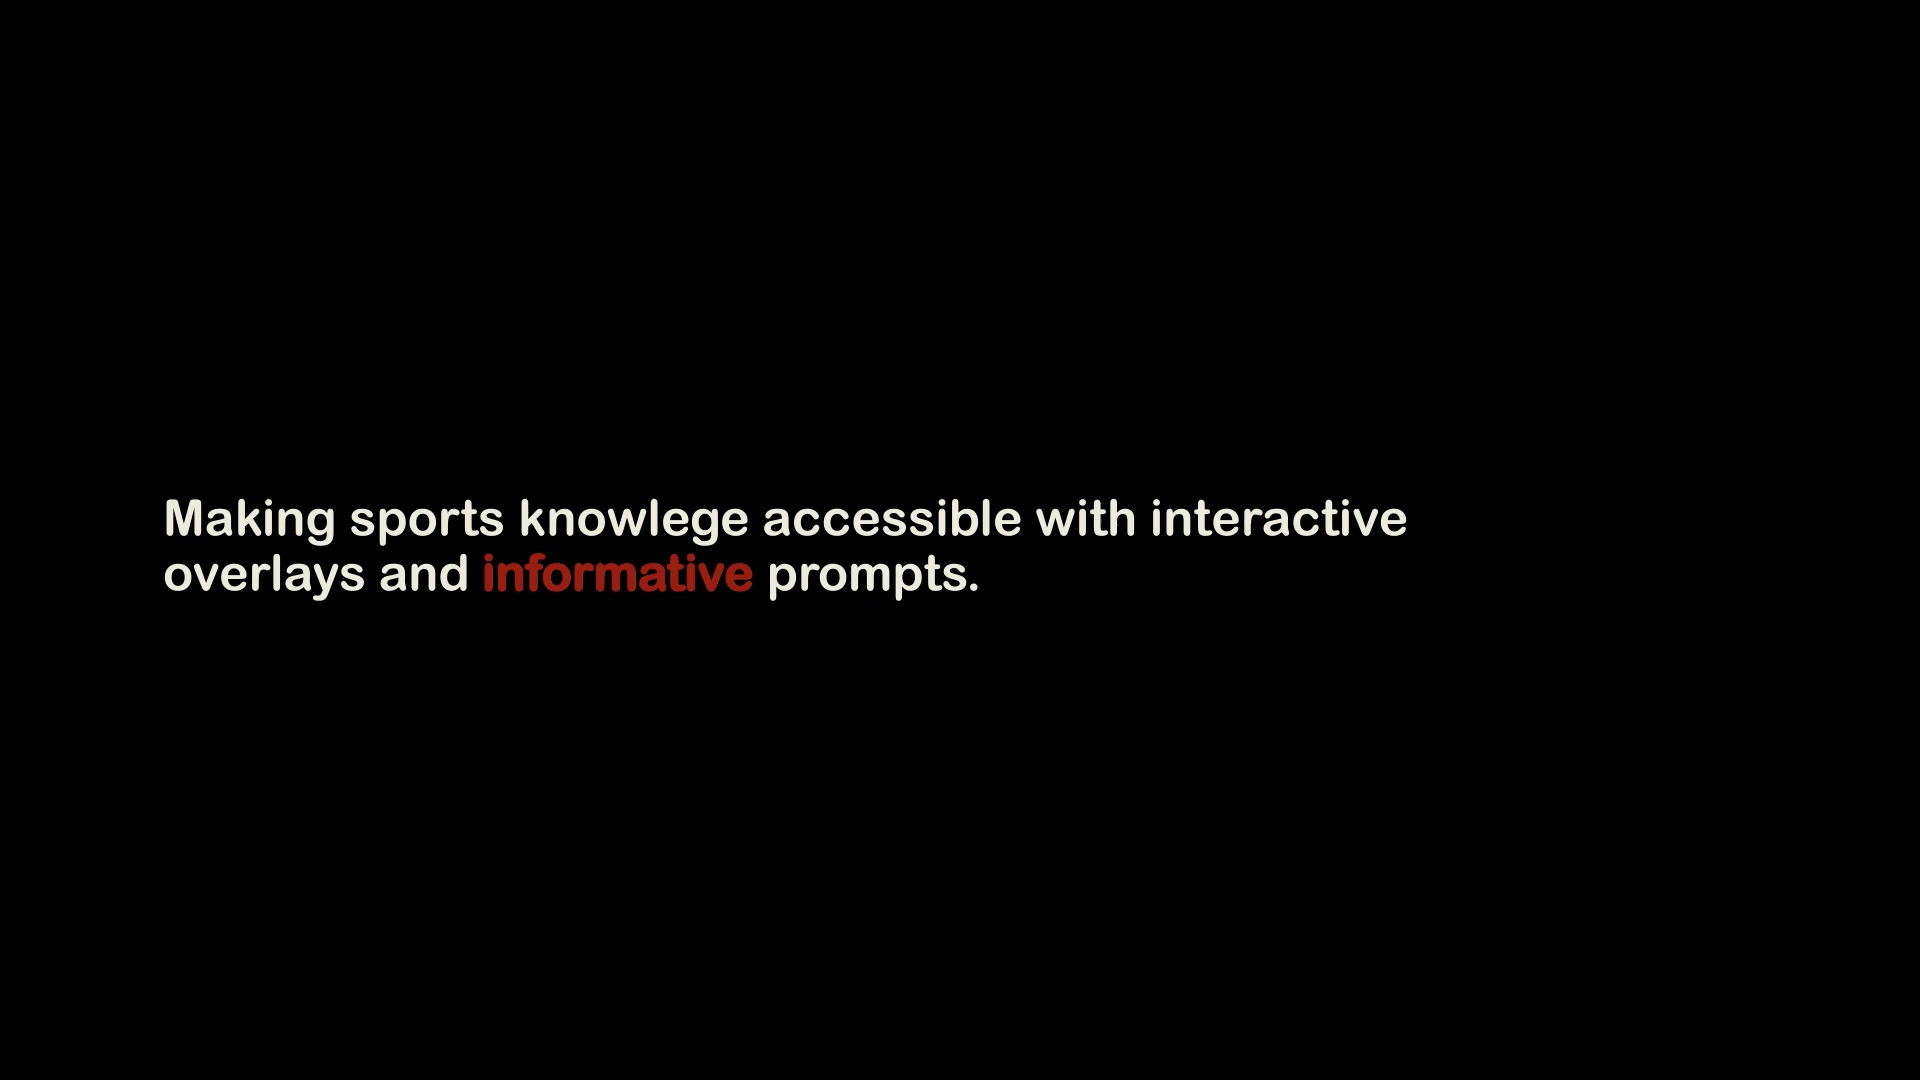 Making sports knowlege accessible with interactive
overlays and informative prompts.